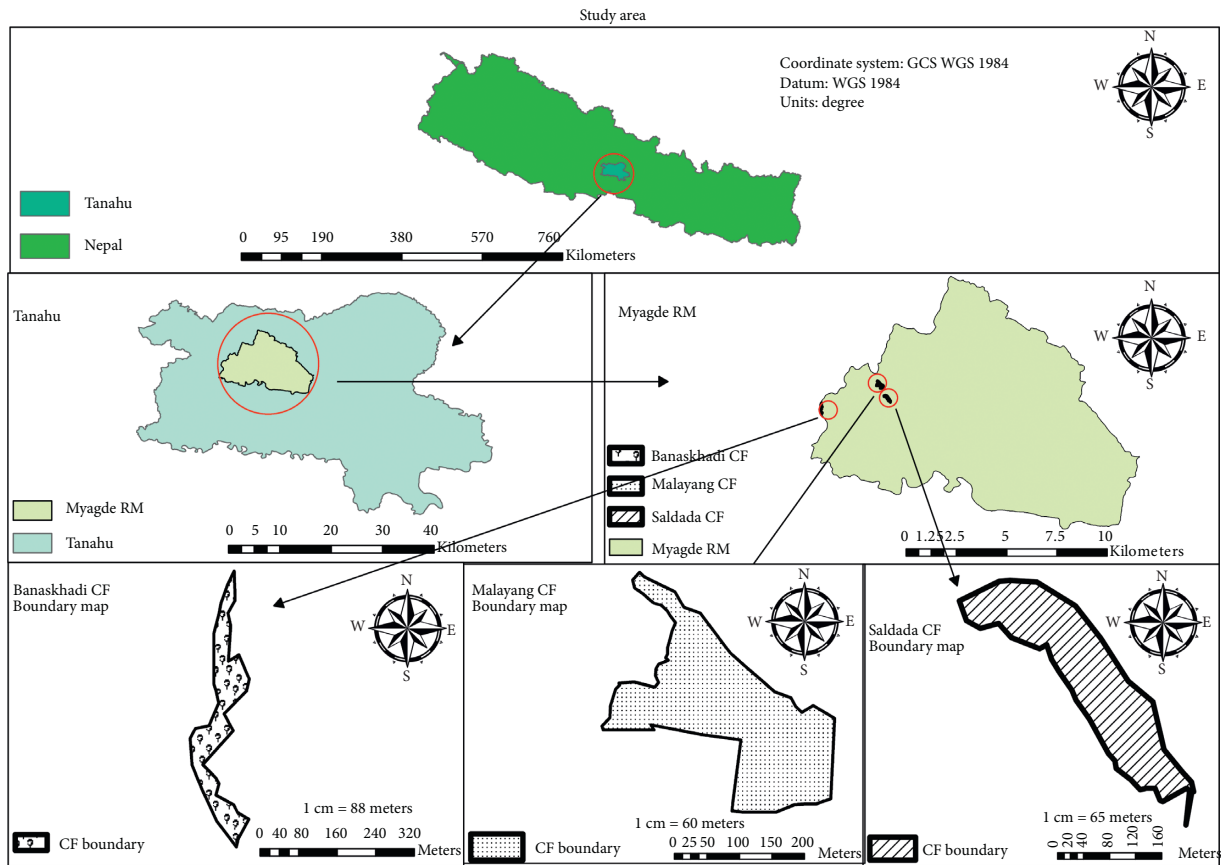 Study area
Coordinate system: GCS WGS 1984
Datum: WGS 1984
Units: degree
N
W E
S
Tanahu
Nepal
0 95 190 380 570 760
Kilometers
Tanahu
Myagde RM
Tanahu
0 5 10 20 30 40
Kilometers
Myagde RM
N
W E
S
Banaskhadi CF
Malayang CF
Saldada CF
Myagde RM
0 1.25 2.5 5 7.5 10
Kilometers
Banaskhadi CF
Boundary map
N
W E
S
1 cm = 88 meters
CF boundary
0 40 80 160 240 320
Meters
Malayang CF
Boundary map
N
W E
S
1 cm = 60 meters
CF boundary
0 25 50 100 150 200
Meters
Saldada CF
Boundary map
N
W E
S
1 cm = 65 meters
CF boundary
0 20 40 80 120 160
Meters